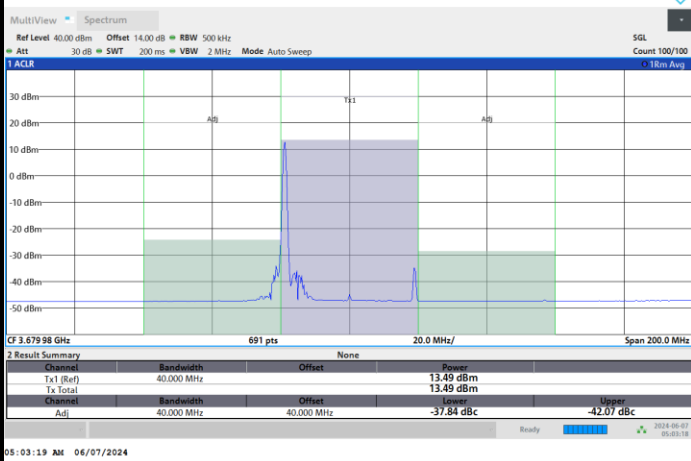 MultiView Spectrum
Ref Level 40.00 dBm Offset 14.00 dB RBW 500 kHz SGL
Att 30 dB SWT 200 ms VBW 2 MHz Mode Auto Sweep Count 100/100
1 ACLR 1Rm Avg
30 dBm
Tx1
20 dBm
Adj Adj
10 dBm
0 dBm
-10 dBm
-20 dBm
-30 dBm
-40 dBm
-50 dBm
CF 3.679 98 GHz 691 pts 20.0 MHz/ Span 200.0 MHz
2 Result Summary None
Channel Bandwidth Offset Power
Tx1 (Ref) 40.000 MHz 13.49 dBm
Tx Total 13.49 dBm
Channel Bandwidth Offset Lower Upper
Adj 40.000 MHz 40.000 MHz -37.84 dBc -42.07 dBc
Ready 2024-06-07
05:03:18
05:03:19 AM 06/07/2024